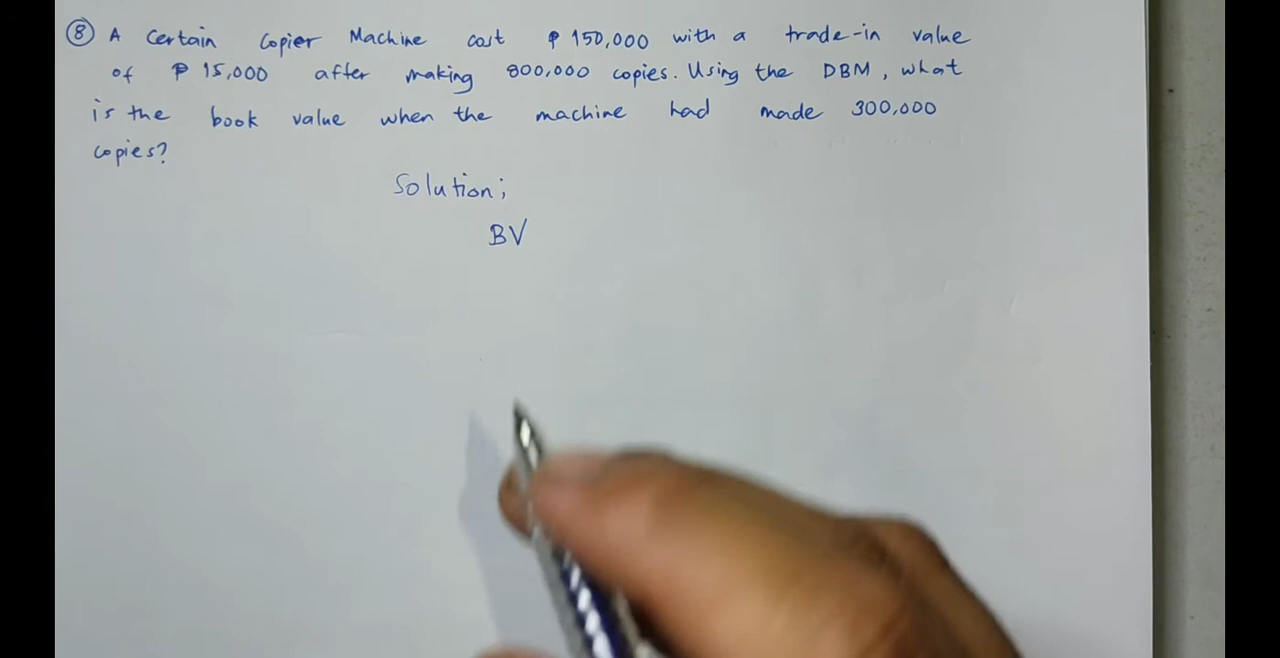 ⑧ A Certain Copier Machine cost ₱ 150,000 with a trade-in value
of ₱ 15,000 after making 800,000 copies. Using the DBM, what
is the book value when the machine had made 300,000
copies?
Solution;
BV